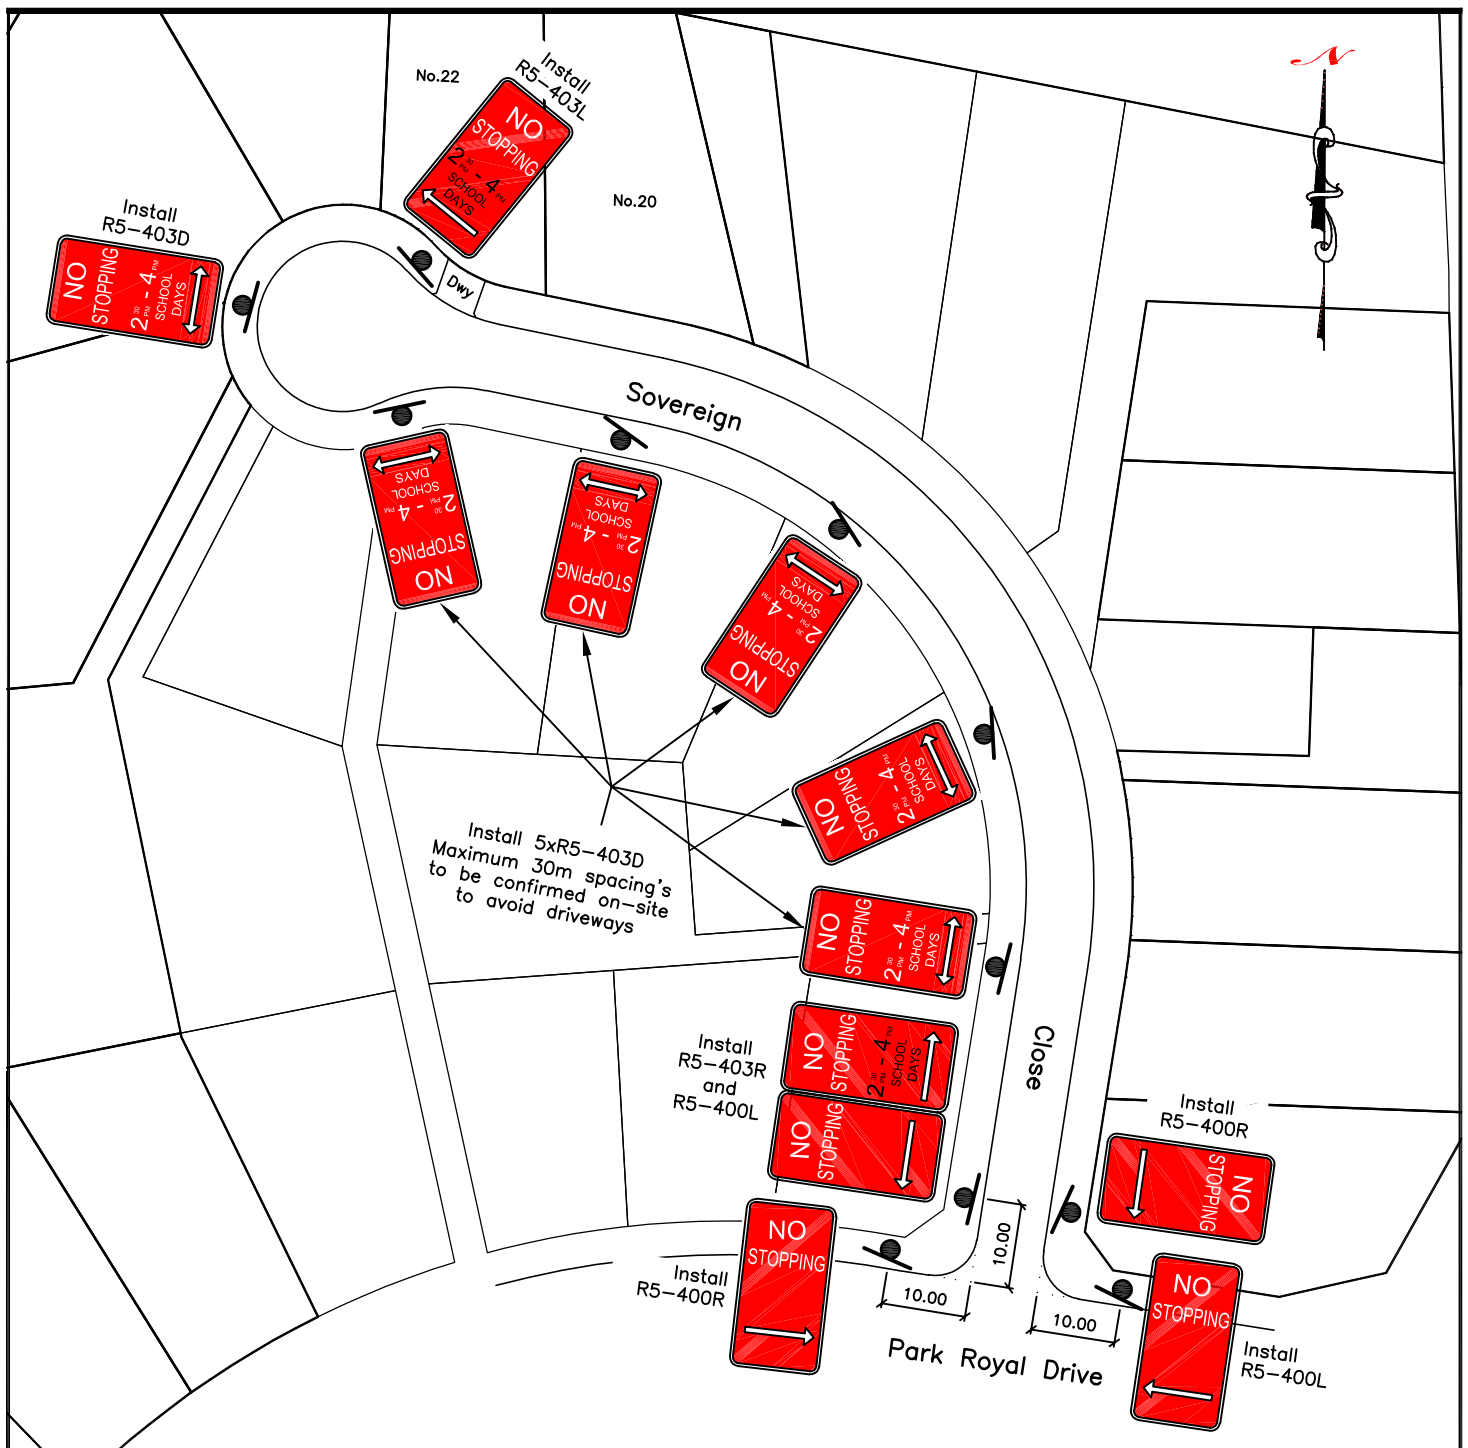 N
No.22
Install
R5-403L
NO
STOPPING
2 30 PM - 4 PM
SCHOOL
DAYS
No.20
Install
R5-403D
NO
STOPPING
2 30 PM - 4 PM
SCHOOL
DAYS
Dwy
Sovereign
NO
STOPPING
2 30 PM - 4 PM
SCHOOL
DAYS
NO
STOPPING
2 30 PM - 4 PM
SCHOOL
DAYS
NO
STOPPING
2 30 PM - 4 PM
SCHOOL
DAYS
NO
STOPPING
2 30 PM - 4 PM
SCHOOL
DAYS
Install 5xR5-403D
Maximum 30m spacing's
to be confirmed on-site
to avoid driveways
NO
STOPPING
2 30 PM - 4 PM
SCHOOL
DAYS
Install
R5-403R
and
R5-400L
NO
STOPPING
2 30 PM - 4 PM
SCHOOL
DAYS
NO
STOPPING
Close
Install
R5-400R
NO
STOPPING
Install
R5-400R
NO
STOPPING
10.00
10.00
10.00
NO
STOPPING
Install
R5-400L
Park Royal Drive